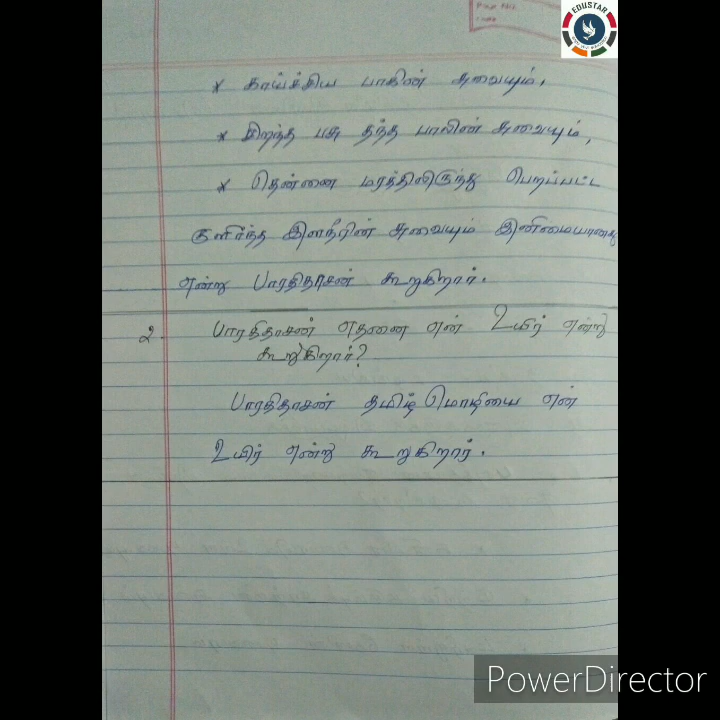 EDUSTAR
* காய்ச்சிய பாகின் சுவையும்,
* சிறந்த பசு தந்த பாலின் சுவையும்,
* தென்னை மரத்திலிருந்து பெறப்பட்ட
குளிர்ந்த இளநீரின் சுவையும் இனிமையானது
என்று பாரதிதாசன் கூறுகிறார்.
2. பாரதிதாசன் எதனை என் உயிர் என்று
கூறுகிறார்?
பாரதிதாசன் தமிழ் மொழியை என்
உயிர் என்று கூறுகிறார்.
PowerDirector